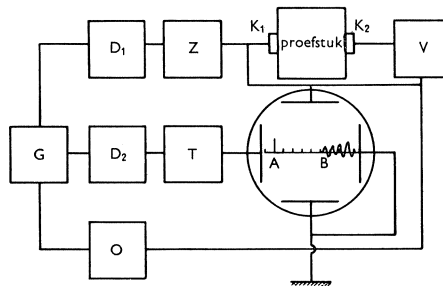 K₁ K₂
D₁ Z proefstuk V
G D₂ T A B
O